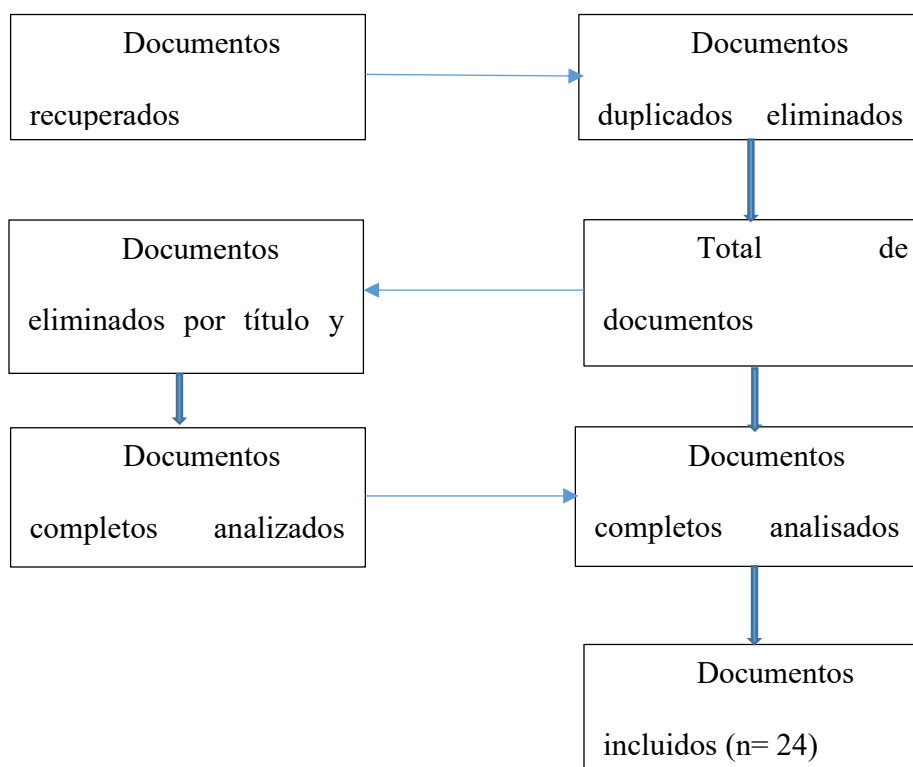 Documentos
recuperados
Documentos
duplicados eliminados
Total de
documentos
Documentos
eliminados por título y
Documentos
completos analizados
Documentos
completos analisados
Documentos
incluidos (n= 24)